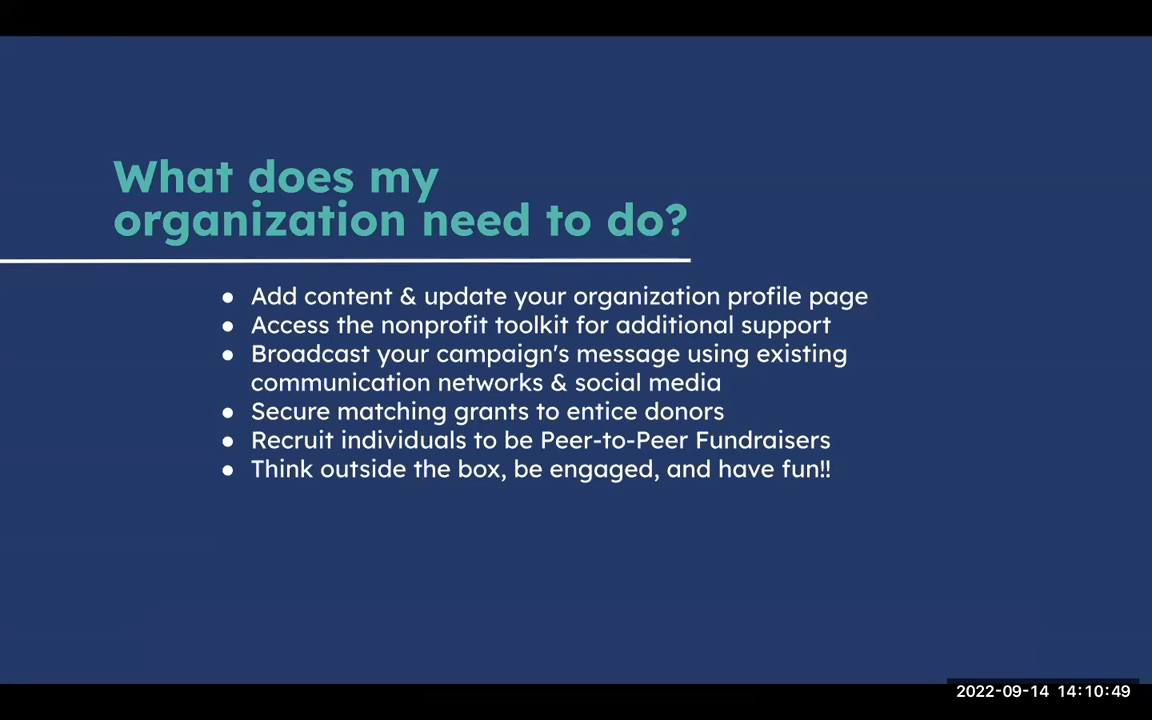 What does my
organization need to do?
● Add content & update your organization profile page
● Access the nonprofit toolkit for additional support
● Broadcast your campaign's message using existing
communication networks & social media
● Secure matching grants to entice donors
● Recruit individuals to be Peer-to-Peer Fundraisers
● Think outside the box, be engaged, and have fun!!
2022-09-14 14:10:49